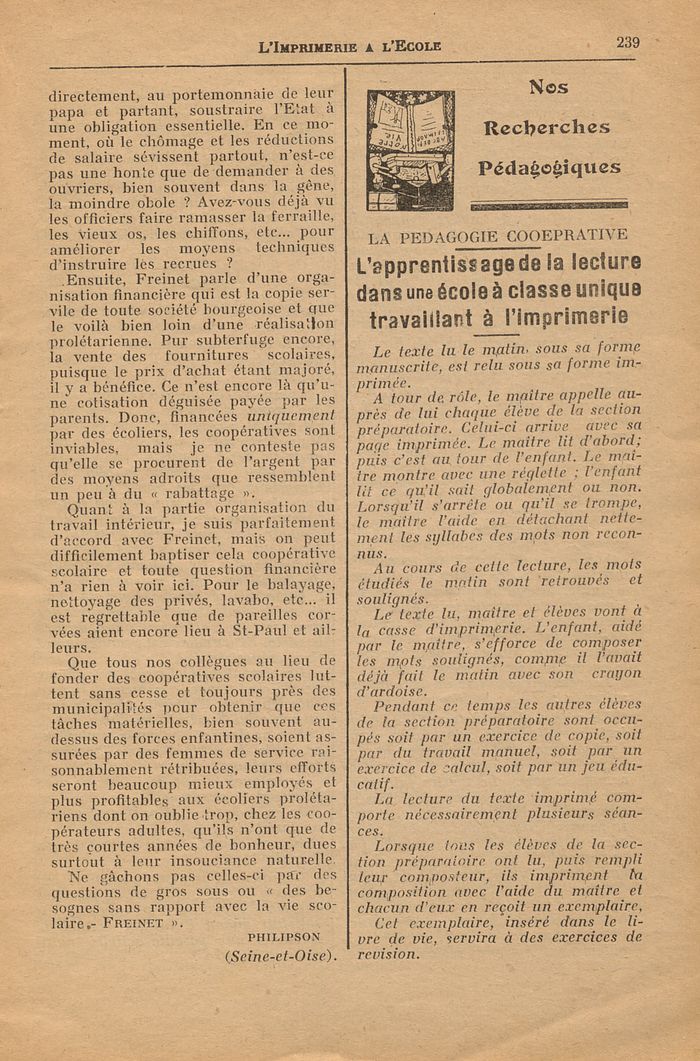 L'IMPRIMERIE A L'ECOLE
239
directement, au portemonnaie de leur
papa et partant, soustraire l'Etat à
une obligation essentielle. En ce mo-
ment, où le chômage et les réductions
de salaire sévissent partout, n'est-ce
pas une honte que de demander à des
ouvriers, bien souvent dans la gêne,
la moindre obole ? Avez-vous déjà vu
les officiers faire ramasser la ferraille,
les vieux os, les chiffons, etc... pour
améliorer les moyens techniques
d'instruire les recrues ?
Ensuite, Freinet parle d'une orga-
nisation financière qui est la copie ser-
vile de toute société bourgeoise et que
le voilà bien loin d'une réalisation
prolétarienne. Pur subterfuge encore,
la vente des fournitures scolaires,
puisque le prix d'achat étant majoré,
il y a bénéfice. Ce n'est encore là qu'u-
ne cotisation déguisée payée par les
parents. Donc, financées uniquement
par des écoliers, les coopératives sont
inviables, mais je ne conteste pas
qu'elle se procurent de l'argent par
des moyens adroits que ressemblent
un peu à du « rabattage ».
Quant à la partie organisation du
travail intérieur, je suis parfaitement
d'accord avec Freinet, mais on peut
difficilement baptiser cela coopérative
scolaire et toute question financière
n'a rien à voir ici. Pour le balayage,
nettoyage des privés, lavabo, etc... il
est regrettable que de pareilles cor-
vées aient encore lieu à St-Paul et ail-
leurs.
Que tous nos collègues au lieu de
fonder des coopératives scolaires lut-
tent sans cesse et toujours près des
municipalités pour obtenir que ces
tâches matérielles, bien souvent au-
dessus des forces enfantines, soient as-
surées par des femmes de service rai-
sonnablement rétribuées, leurs efforts
seront beaucoup mieux employés et
plus profitables aux écoliers proléta-
riens dont on oublie trop, chez les coo-
pérateurs adultes, qu'ils n'ont que de
très courtes années de bonheur, dues
surtout à leur insouciance naturelle.
Ne gâchons pas celles-ci par des
questions de gros sous ou « des be-
sognes sans rapport avec la vie sco-
laire.- FREINET ».
PHILIPSON
(Seine-et-Oise).
Nos
Recherches
Pédagogiques
LA PEDAGOGIE COOEPRATIVE
L'apprentissage de la lecture
dans une école à classe unique
travaillant à l'imprimerie
Le texte lu le matin, sous sa forme
manuscrite, est relu sous sa forme im-
primée.
A tour de rôle, le maître appelle au-
près de lui chaque élève de la section
préparatoire. Celui-ci arrive avec sa
page imprimée. Le maître lit d'abord;
puis c'est au tour de l'enfant. Le maî-
tre montre avec une réglette ; l'enfant
lit ce qu'il sait globalement ou non.
Lorsqu'il s'arrête ou qu'il se trompe,
le maître l'aide en détachant nette-
ment les syllabes des mots non recon-
nus.
Au cours de cette lecture, les mots
étudiés le matin sont retrouvés et
soulignés.
Le texte lu, maître et élèves vont à
la casse d'imprimerie. L'enfant, aidé
par le maître, s'efforce de composer
les mots soulignés, comme il l'avait
déjà fait le matin avec son crayon
d'ardoise.
Pendant ce temps les autres élèves
de la section préparatoire sont occu-
pés soit par un exercice de copie, soit
par du travail manuel, soit par un
exercice de calcul, soit par un jeu édu-
catif.
La lecture du texte imprimé com-
porte nécessairement plusieurs séan-
ces.
Lorsque tous les élèves de la sec-
tion préparatoire ont lu, puis rempli
leur composteur, ils impriment la
composition avec l'aide du maître et
chacun d'eux en reçoit un exemplaire,
Cet exemplaire, inséré dans le li-
vre de vie, servira à des exercices de
revision.